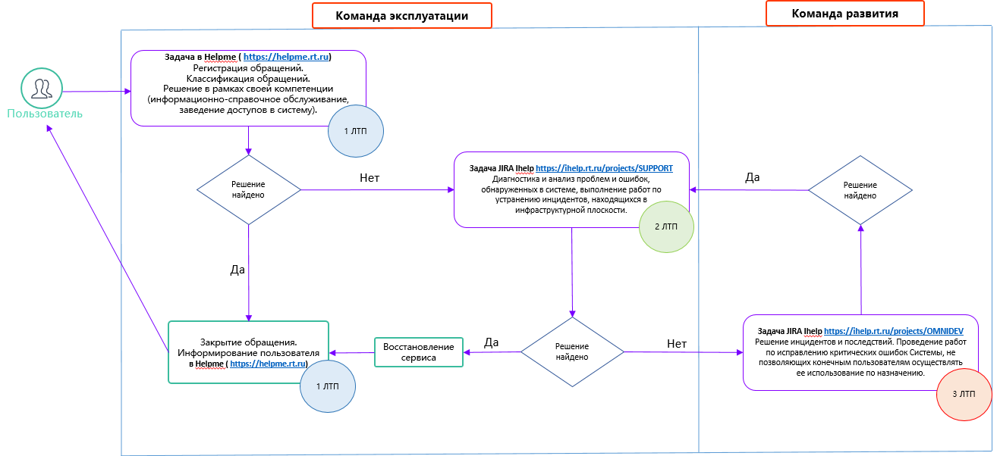 Команда эксплуатации
Команда развития
Задача в Helpme ( https://helpme.rt.ru)
Регистрация обращений.
Классификация обращений.
Решение в рамках своей компетенции
(информационно-справочное обслуживание,
заведение доступов в систему).
1 ЛТП
Пользователь
Решение
найдено
Нет
Задача JIRA Ihelp https://ihelp.rt.ru/projects/SUPPORT
Диагностика и анализ проблем и ошибок,
обнаруженных в системе, выполнение работ по
устранению инцидентов, находящихся в
инфраструктурной плоскости.
2 ЛТП
Да
Решение
найдено
Да
Закрытие обращения.
Информирование пользователя
в Helpme ( https://helpme.rt.ru)
1 ЛТП
Восстановление
сервиса
Да
Решение
найдено
Нет
Задача JIRA Ihelp https://ihelp.rt.ru/projects/OMNIDEV
Решение инцидентов и последствий. Проведение работ
по исправлению критических ошибок Системы, не
позволяющих конечным пользователям осуществлять
ее использование по назначению.
3 ЛТП